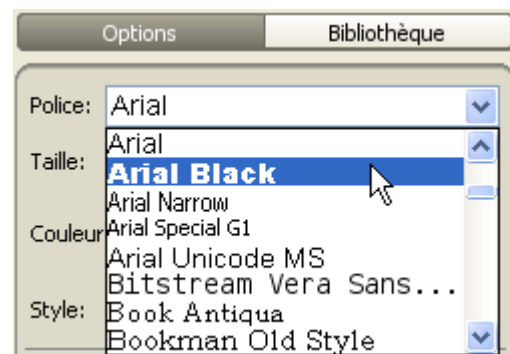 Options Bibliothèque
Police: Arial
Arial
Taille:
Arial Black
Arial Narrow
Couleur
Arial Special G1
Arial Unicode MS
Bitstream Vera Sans...
Style:
Book Antiqua
Bookman Old Style